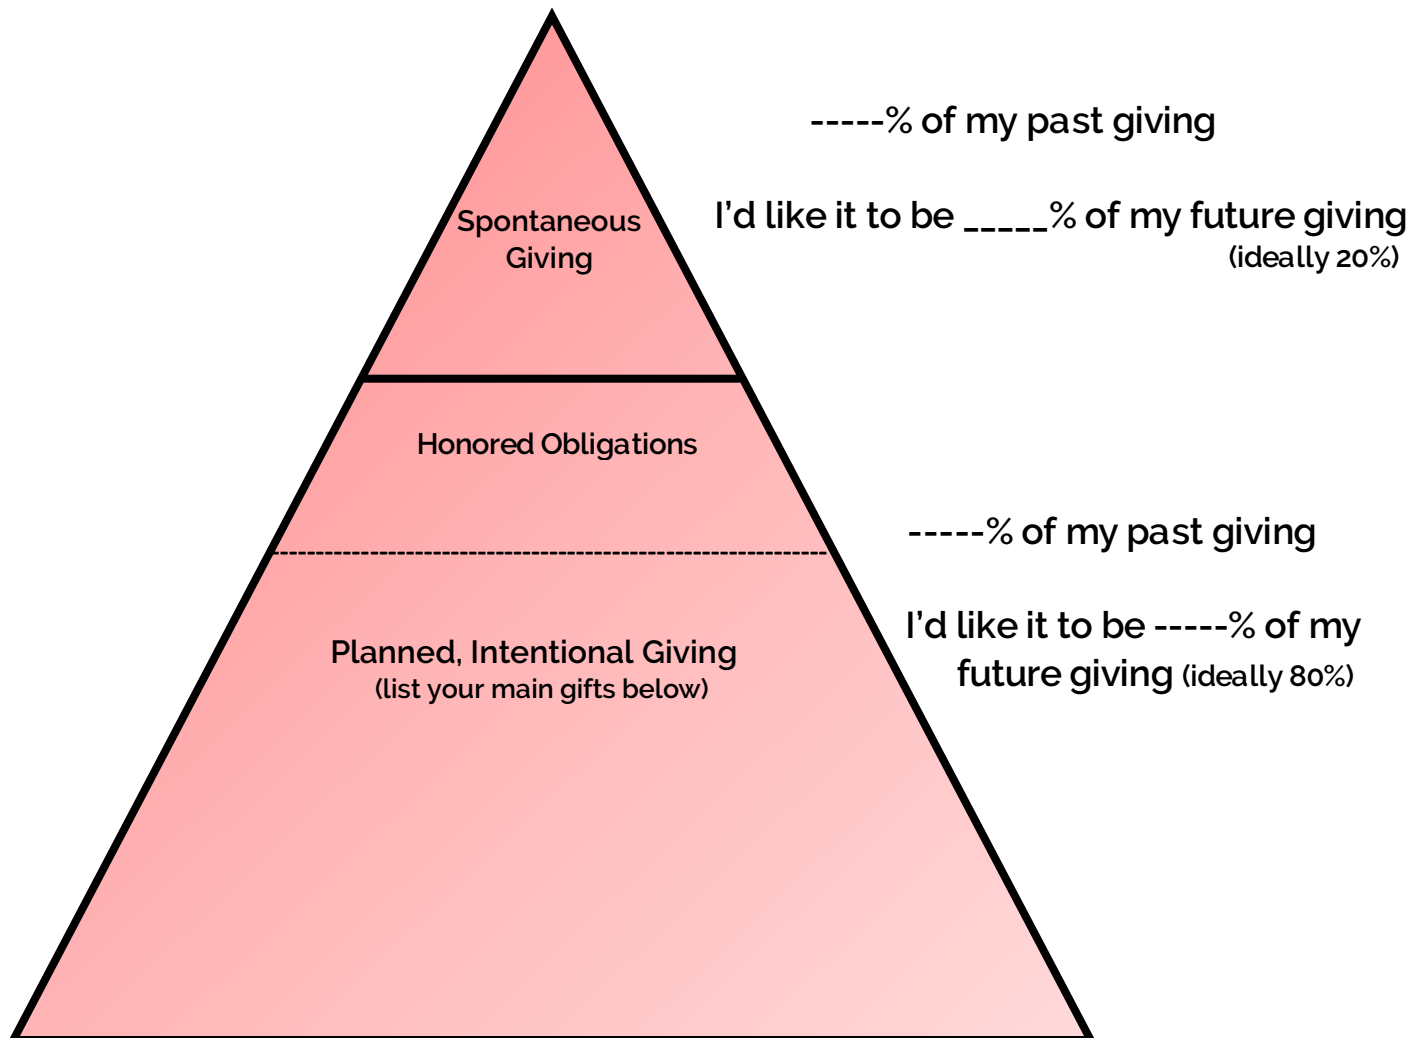 -----% of my past giving
Spontaneous
Giving
I’d like it to be _____% of my future giving
(ideally 20%)
Honored Obligations
-----% of my past giving
Planned, Intentional Giving
(list your main gifts below)
I’d like it to be -----% of my
future giving (ideally 80%)